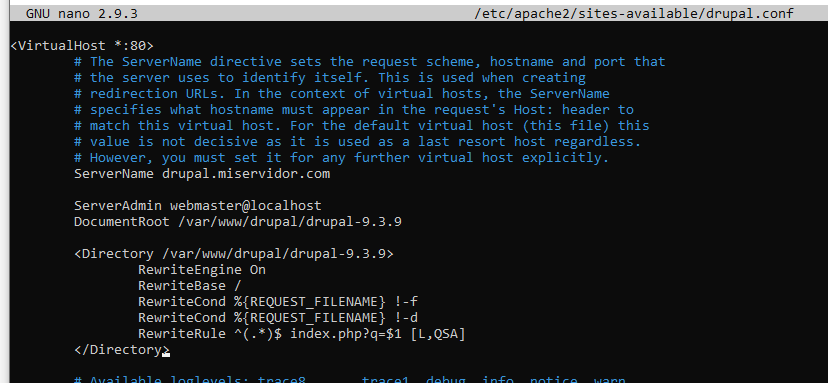 GNU nano 2.9.3 /etc/apache2/sites-available/drupal.conf
<VirtualHost *:80>
# The ServerName directive sets the request scheme, hostname and port that
# the server uses to identify itself. This is used when creating
# redirection URLs. In the context of virtual hosts, the ServerName
# specifies what hostname must appear in the request's Host: header to
# match this virtual host. For the default virtual host (this file) this
# value is not decisive as it is used as a last resort host regardless.
# However, you must set it for any further virtual host explicitly.
ServerName drupal.miservidor.com
ServerAdmin webmaster@localhost
DocumentRoot /var/www/drupal/drupal-9.3.9
<Directory /var/www/drupal/drupal-9.3.9>
RewriteEngine On
RewriteBase /
RewriteCond %{REQUEST_FILENAME} !-f
RewriteCond %{REQUEST_FILENAME} !-d
RewriteRule ^(.*)$ index.php?q=$1 [L,QSA]
</Directory>
# Available loglevels: trace8, ..., trace1, debug, info, notice, warn,